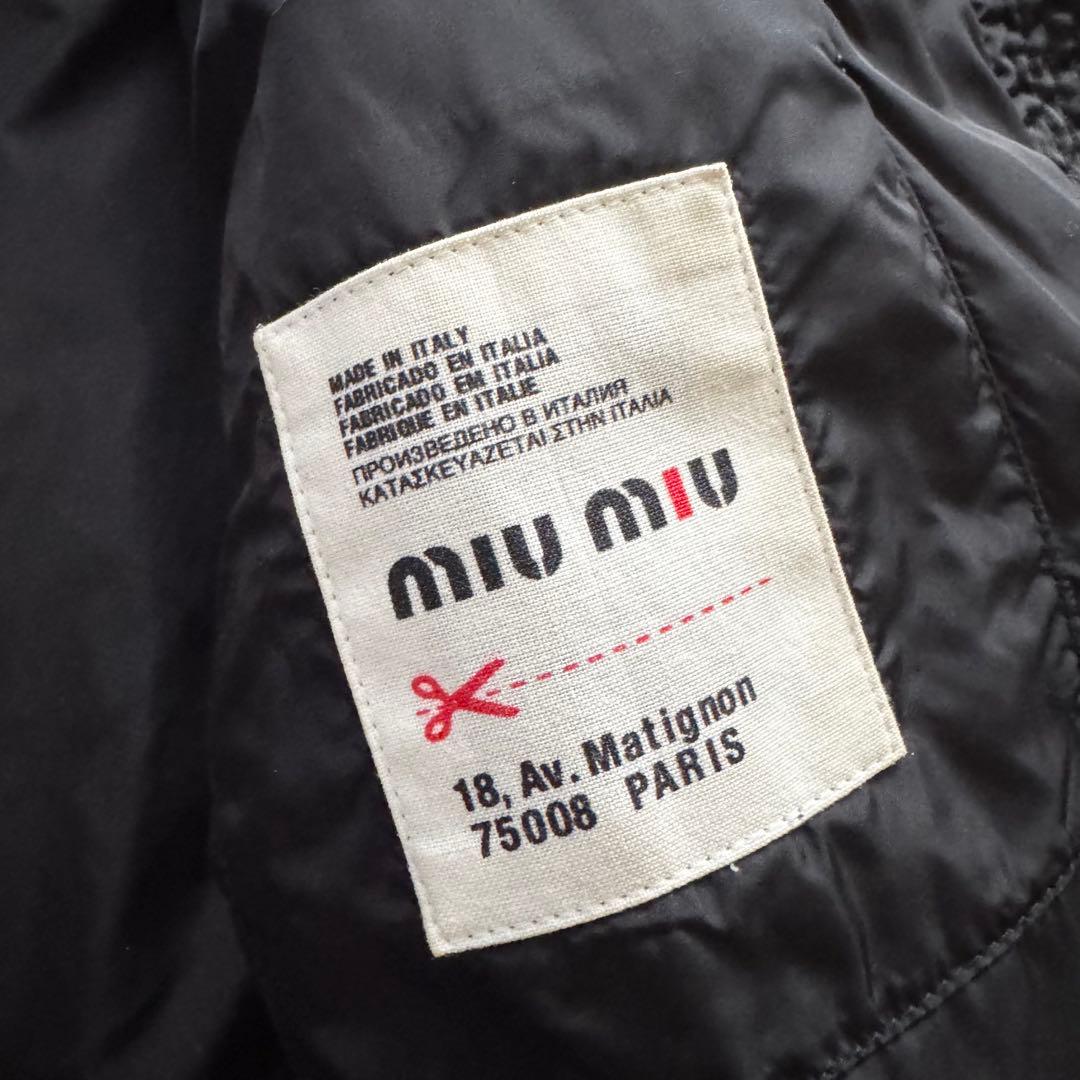 MADE IN ITALY
FABRICADO EN ITALIA
FABRICADO EM ITALIA
FABRIQUE EN ITALIE
ПРОИЗВЕДЕНО В ИТАЛИЯ
ΚΑΤΑΣΚΕΥΑΖΕΤΑΙ ΣΤΗΝ ΙΤΑΛΙΑ
MIU MIU
18, Av. Matignon
75008 PARIS